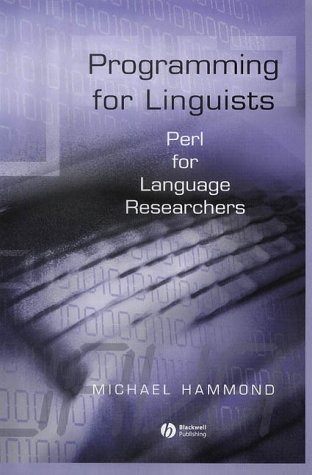 Programming
for Linguists
Perl
for
Language
Researchers
MICHAEL HAMMOND
Blackwell
Publishing